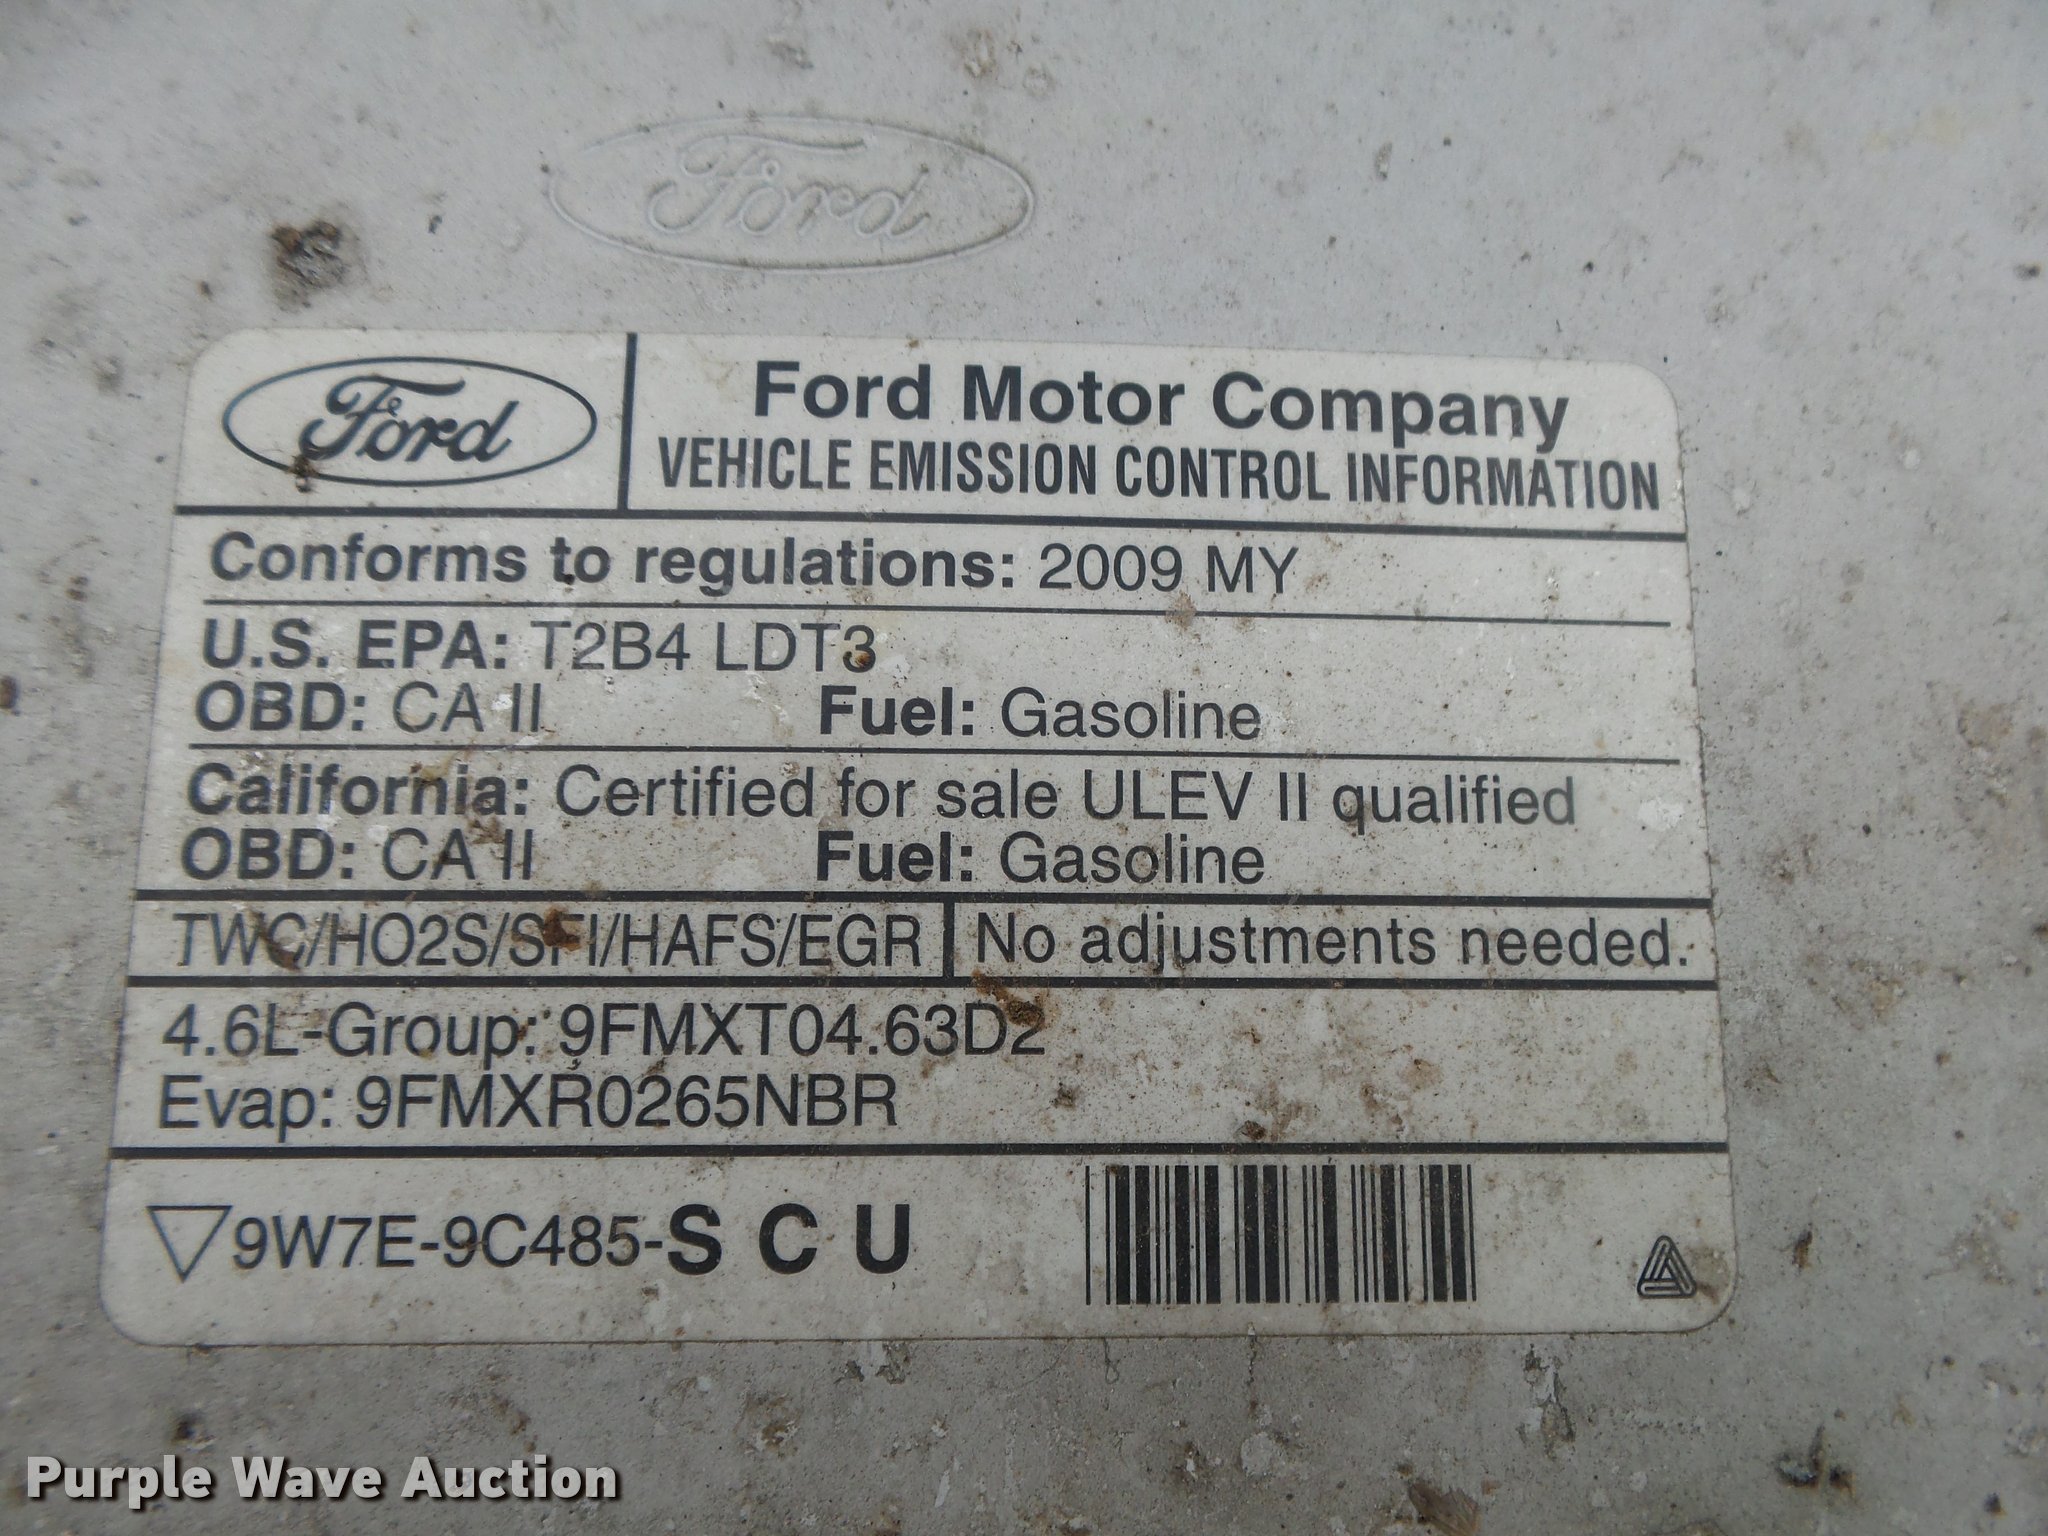 Ford
Ford
Ford Motor Company
VEHICLE EMISSION CONTROL INFORMATION
Conforms to regulations: 2009 MY
U.S. EPA: T2B4 LDT3
OBD: CA II Fuel: Gasoline
California: Certified for sale ULEV II qualified
OBD: CA II Fuel: Gasoline
TWC/HO2S/SFI/HAFS/EGR No adjustments needed.
4.6L-Group: 9FMXT04.63D2
Evap: 9FMXR0265NBR
9W7E-9C485-S C U
Purple Wave Auction